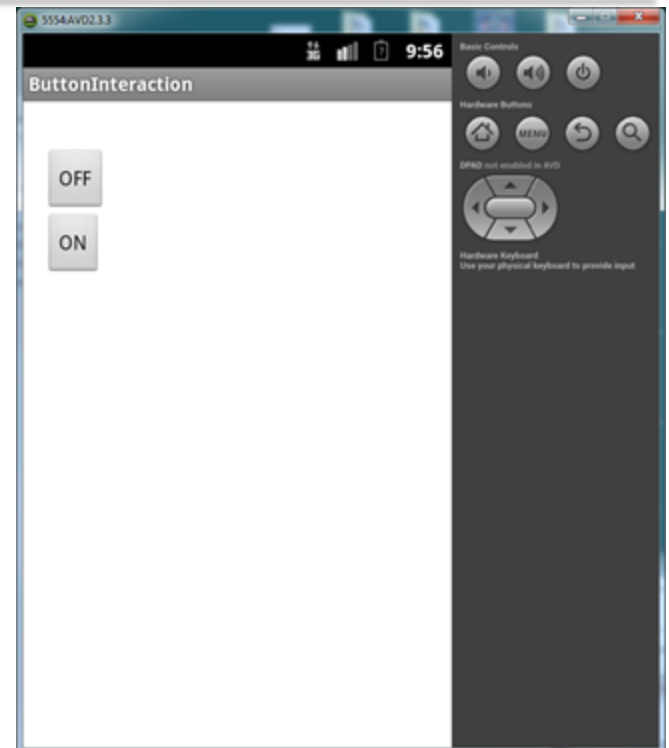 5554:AVD2.3.3
3G
9:56
ButtonInteraction
OFF
ON
Basic Controls
Hardware Buttons
MENU
DPAD not enabled in AVD
Hardware Keyboard
Use your physical keyboard to provide input